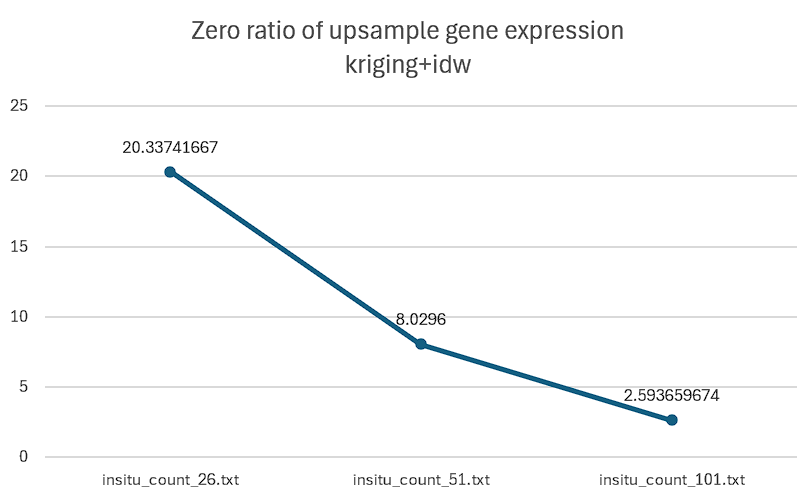 Zero ratio of upsample gene expression
kriging+idw
25
20.33741667
20
15
10
8.0296
5
2.593659674
0
insitu_count_26.txt
insitu_count_51.txt
insitu_count_101.txt